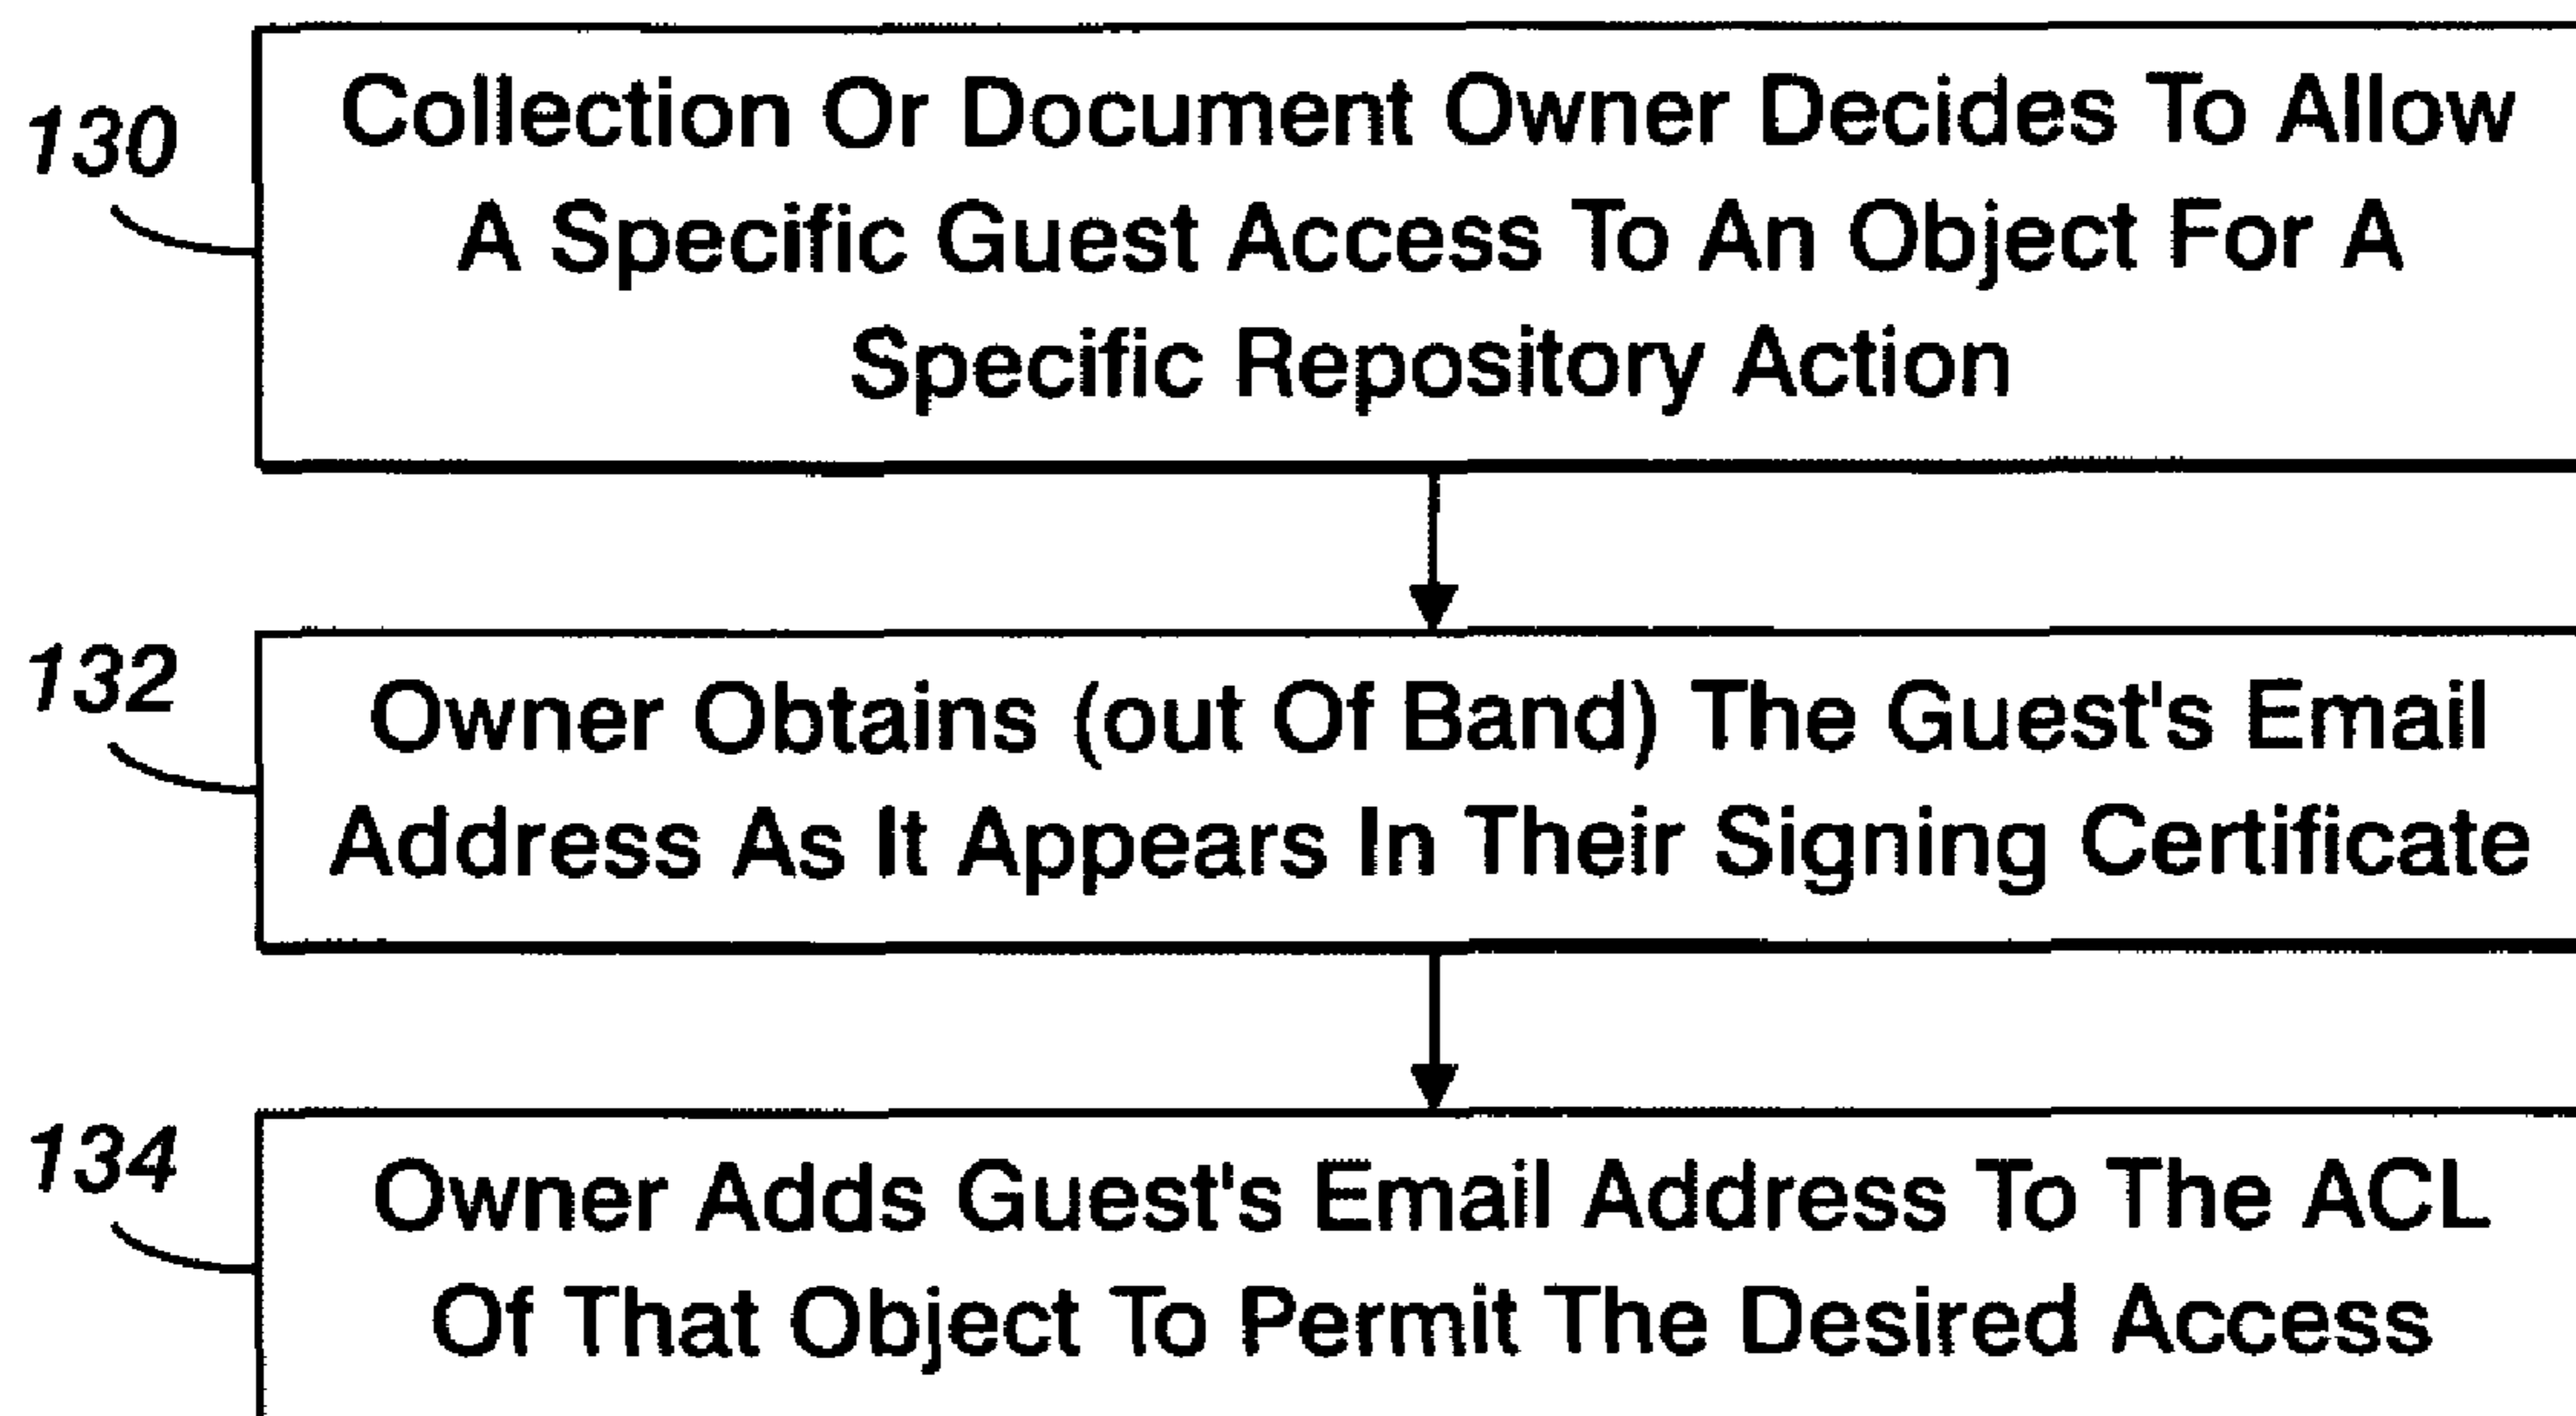 130
Collection Or Document Owner Decides To Allow
A Specific Guest Access To An Object For A
Specific Repository Action
132
Owner Obtains (out Of Band) The Guest's Email
Address As It Appears In Their Signing Certificate
134
Owner Adds Guest's Email Address To The ACL
Of That Object To Permit The Desired Access